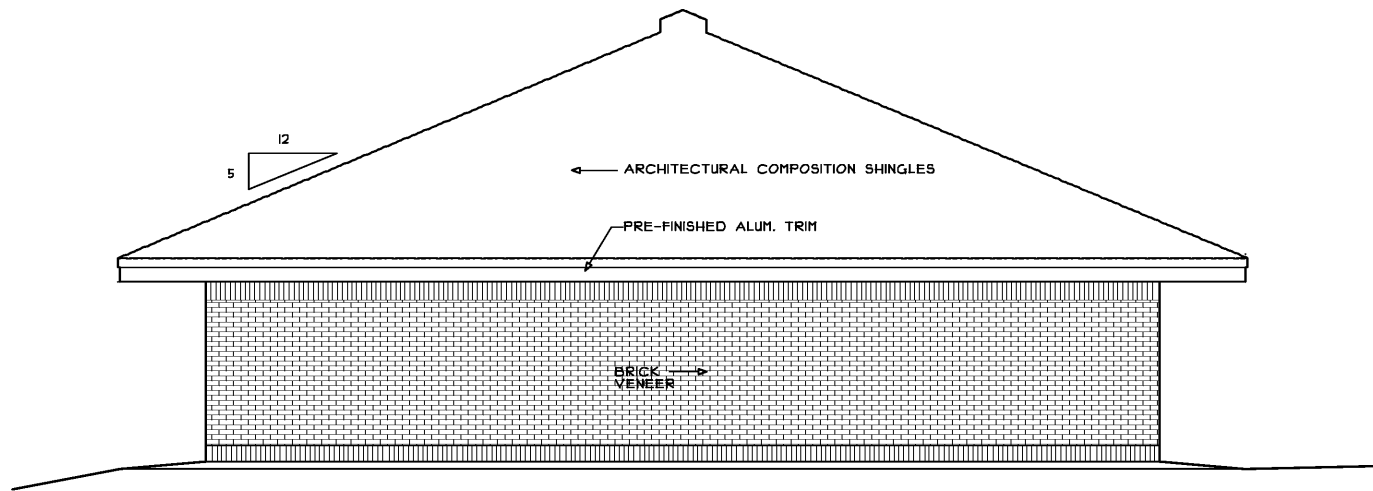 12
5
ARCHITECTURAL COMPOSITION SHINGLES
PRE-FINISHED ALUM. TRIM
BRICK
VENEER